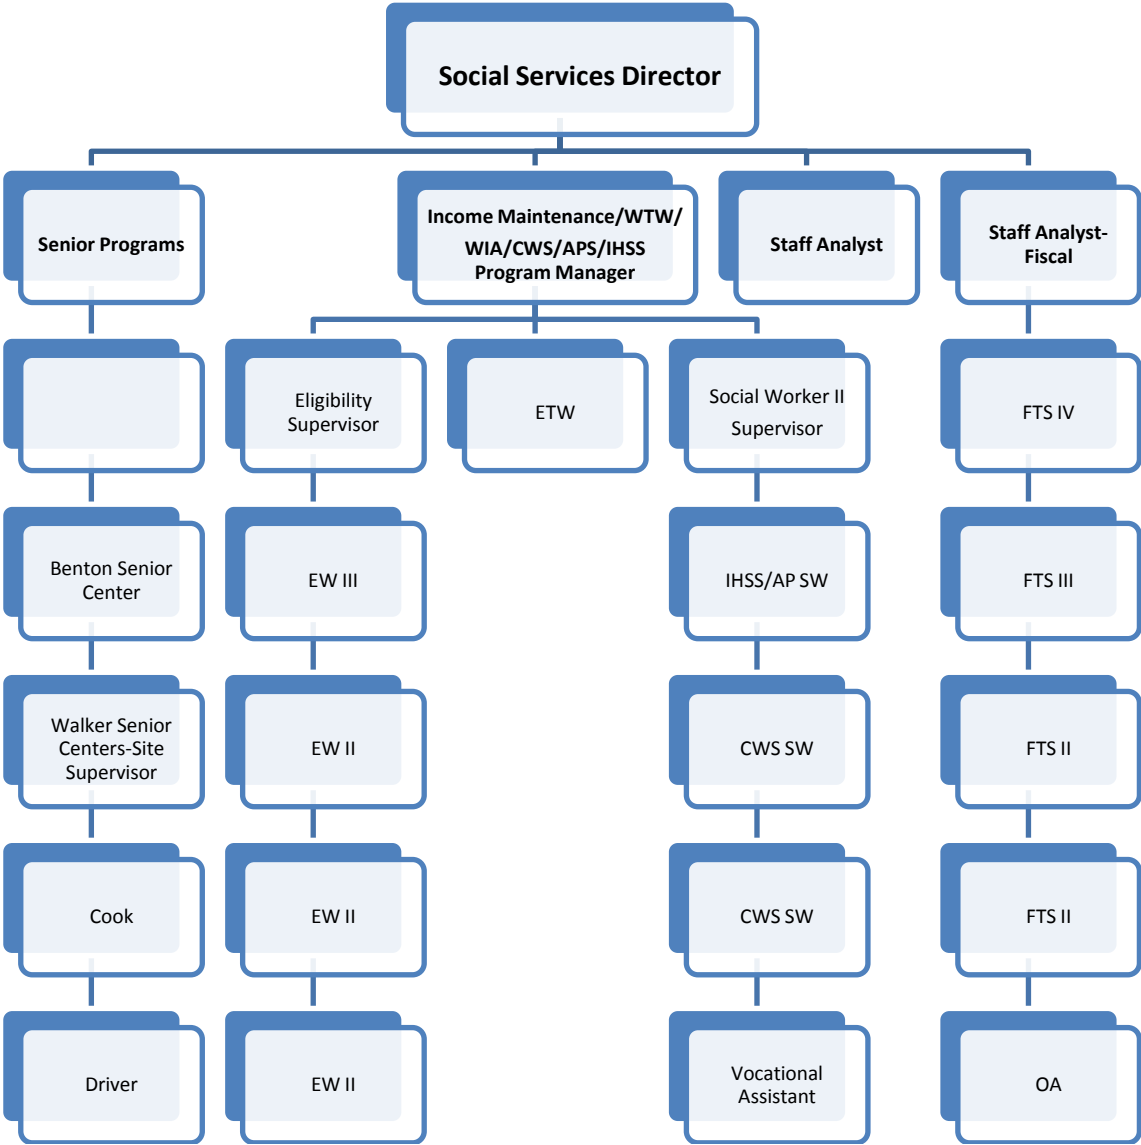 Social Services Director
Senior Programs
Income Maintenance/WTW/
WIA/CWS/APS/IHSS
Program Manager
Staff Analyst
Staff Analyst-
Fiscal
Eligibility
Supervisor
ETW
Social Worker II
Supervisor
FTS IV
Benton Senior
Center
EW III
IHSS/AP SW
FTS III
Walker Senior
Centers-Site
Supervisor
EW II
CWS SW
FTS II
Cook
EW II
CWS SW
FTS II
Driver
EW II
Vocational
Assistant
OA